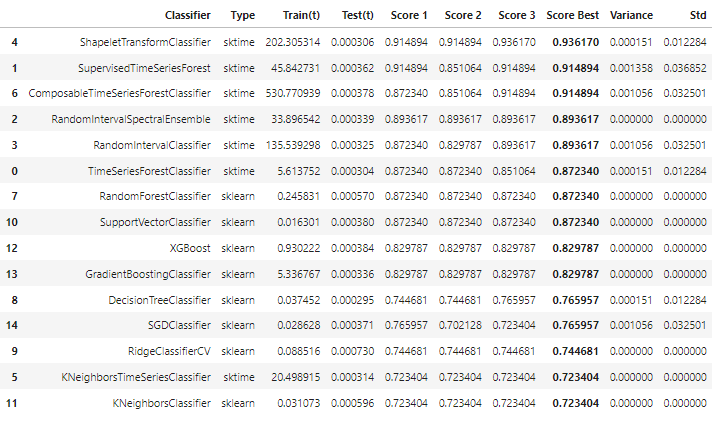 Classifier Type Train(t) Test(t) Score 1 Score 2 Score 3 Score Best Variance Std
4 ShapeletTransformClassifier sktime 202.305314 0.000306 0.914894 0.914894 0.936170 0.936170 0.000151 0.012284
1 SupervisedTimeSeriesForest sktime 45.842731 0.000362 0.914894 0.851064 0.914894 0.914894 0.001358 0.036852
6 ComposableTimeSeriesForestClassifier sktime 530.770939 0.000378 0.872340 0.851064 0.914894 0.914894 0.001056 0.032501
2 RandomIntervalSpectralEnsemble sktime 33.896542 0.000339 0.893617 0.893617 0.893617 0.893617 0.000000 0.000000
3 RandomIntervalClassifier sktime 135.539298 0.000325 0.872340 0.829787 0.893617 0.893617 0.001056 0.032501
0 TimeSeriesForestClassifier sktime 5.613752 0.000304 0.872340 0.872340 0.851064 0.872340 0.000151 0.012284
7 RandomForestClassifier sklearn 0.245831 0.000570 0.872340 0.872340 0.872340 0.872340 0.000000 0.000000
10 SupportVectorClassifier sklearn 0.016301 0.000380 0.872340 0.872340 0.872340 0.872340 0.000000 0.000000
12 XGBoost sklearn 0.930222 0.000384 0.829787 0.829787 0.829787 0.829787 0.000000 0.000000
13 GradientBoostingClassifier sklearn 5.336767 0.000336 0.829787 0.829787 0.829787 0.829787 0.000000 0.000000
8 DecisionTreeClassifier sklearn 0.037452 0.000295 0.744681 0.744681 0.765957 0.765957 0.000151 0.012284
14 SGDClassifier sklearn 0.028628 0.000371 0.765957 0.702128 0.723404 0.765957 0.001056 0.032501
9 RidgeClassifierCV sklearn 0.088516 0.000730 0.744681 0.744681 0.744681 0.744681 0.000000 0.000000
5 KNeighborsTimeSeriesClassifier sktime 20.498915 0.000314 0.723404 0.723404 0.723404 0.723404 0.000000 0.000000
11 KNeighborsClassifier sklearn 0.031073 0.000596 0.723404 0.723404 0.723404 0.723404 0.000000 0.000000